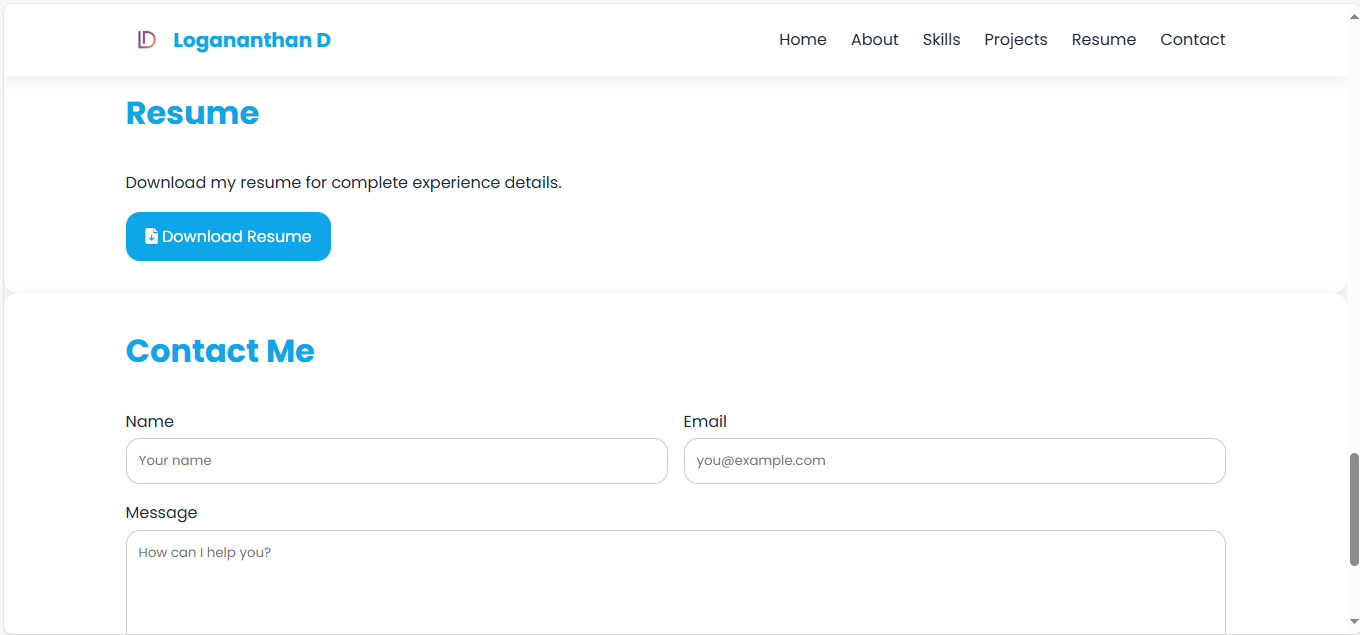 LD Logananthan D Home About Skills Projects Resume Contact
Resume
Download my resume for complete experience details.
Download Resume
Contact Me
Name Email
Your name you@example.com
Message
How can I help you?